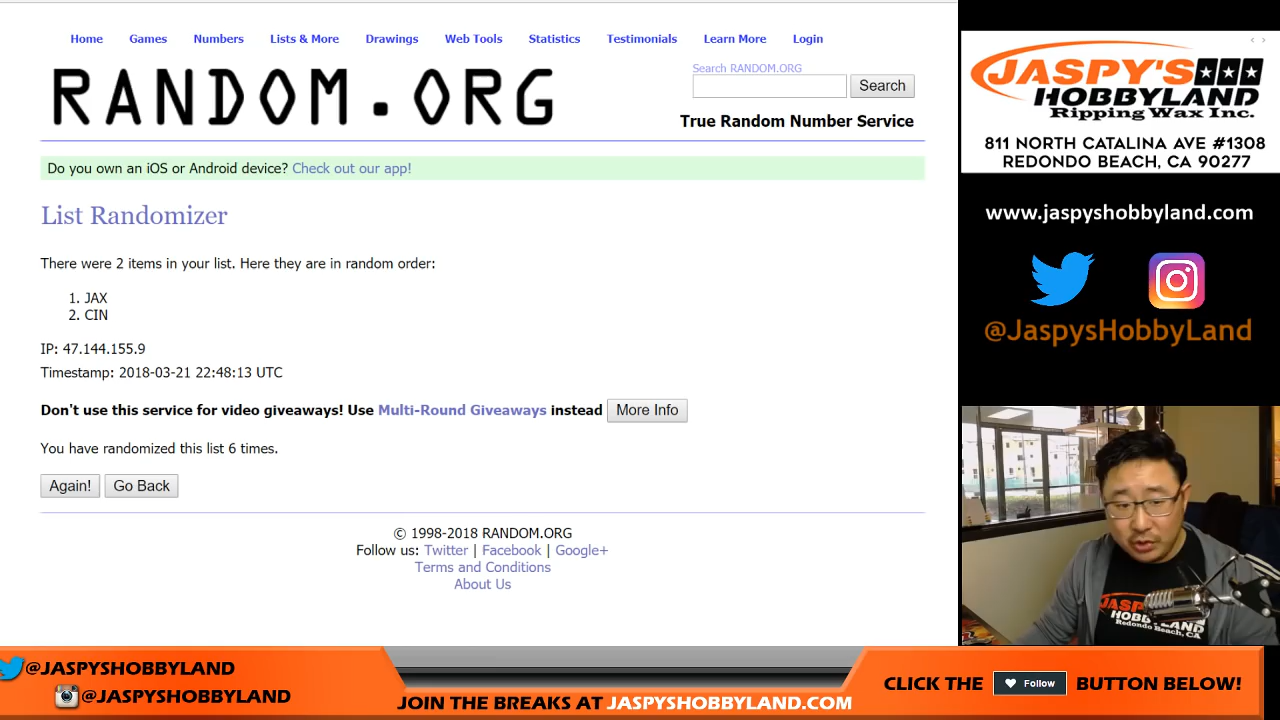 Home Games Numbers Lists & More Drawings Web Tools Statistics Testimonials Learn More Login
RANDOM.ORG
Search RANDOM.ORG
Search
True Random Number Service
Do you own an iOS or Android device? Check out our app!
List Randomizer
There were 2 items in your list. Here they are in random order:
1. JAX
2. CIN
IP: 47.144.155.9
Timestamp: 2018-03-21 22:48:13 UTC
Don't use this service for video giveaways! Use Multi-Round Giveaways instead More Info
You have randomized this list 6 times.
Again! Go Back
© 1998-2018 RANDOM.ORG
Follow us: Twitter | Facebook | Google+
Terms and Conditions
About Us
JASPY'S
HOBBYLAND
Ripping Wax Inc.
811 NORTH CATALINA AVE #1308
REDONDO BEACH, CA 90277
www.jaspyshobbyland.com
@JaspysHobbyLand
JASPY'S
HOBBYLAND
Redondo Beach, CA
@JASPYSHOBBYLAND
@JASPYSHOBBYLAND
JOIN THE BREAKS AT JASPYSHOBBYLAND.COM
CLICK THE Follow BUTTON BELOW!